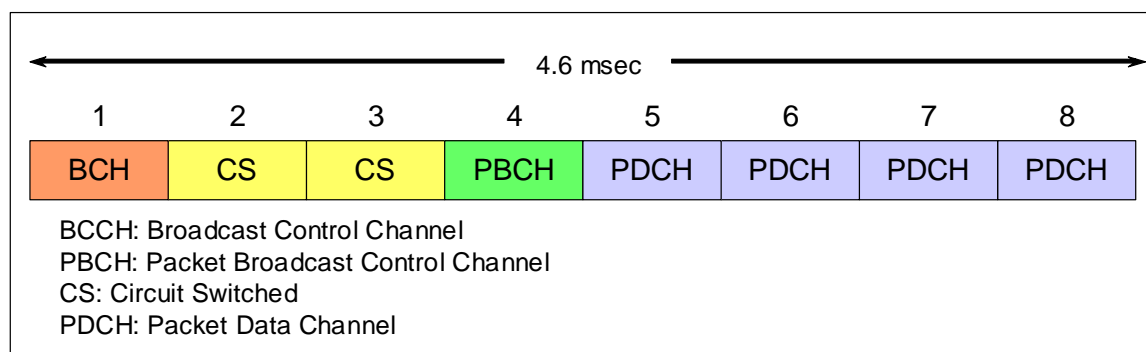 4.6 msec
1 2 3 4 5 6 7 8
BCH CS CS PBCH PDCH PDCH PDCH PDCH
BCCH: Broadcast Control Channel
PBCH: Packet Broadcast Control Channel
CS: Circuit Switched
PDCH: Packet Data Channel